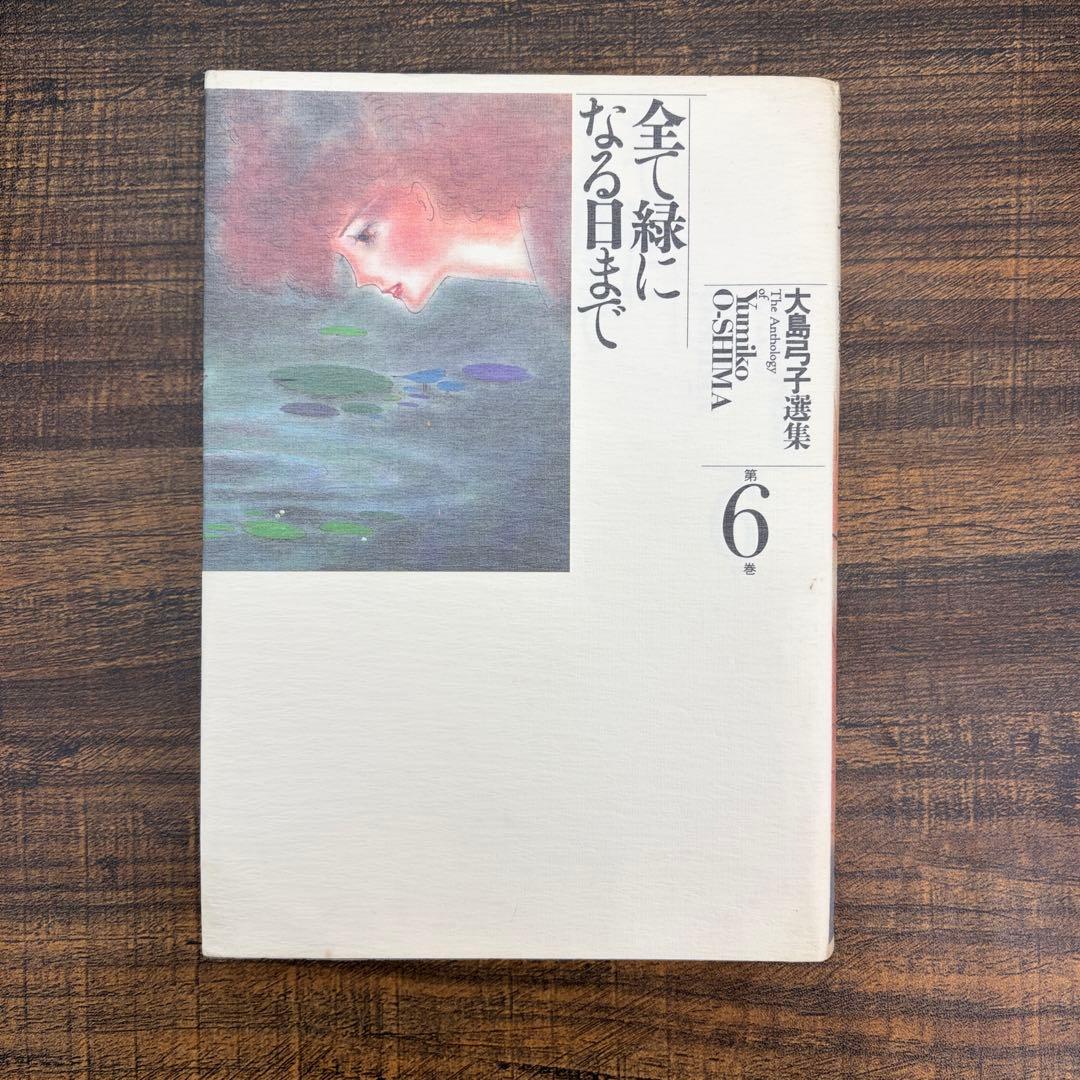 全て緑に
なる日まで
大島弓子選集
The Anthology
of
Yumiko
O-SHIMA
第
6
巻